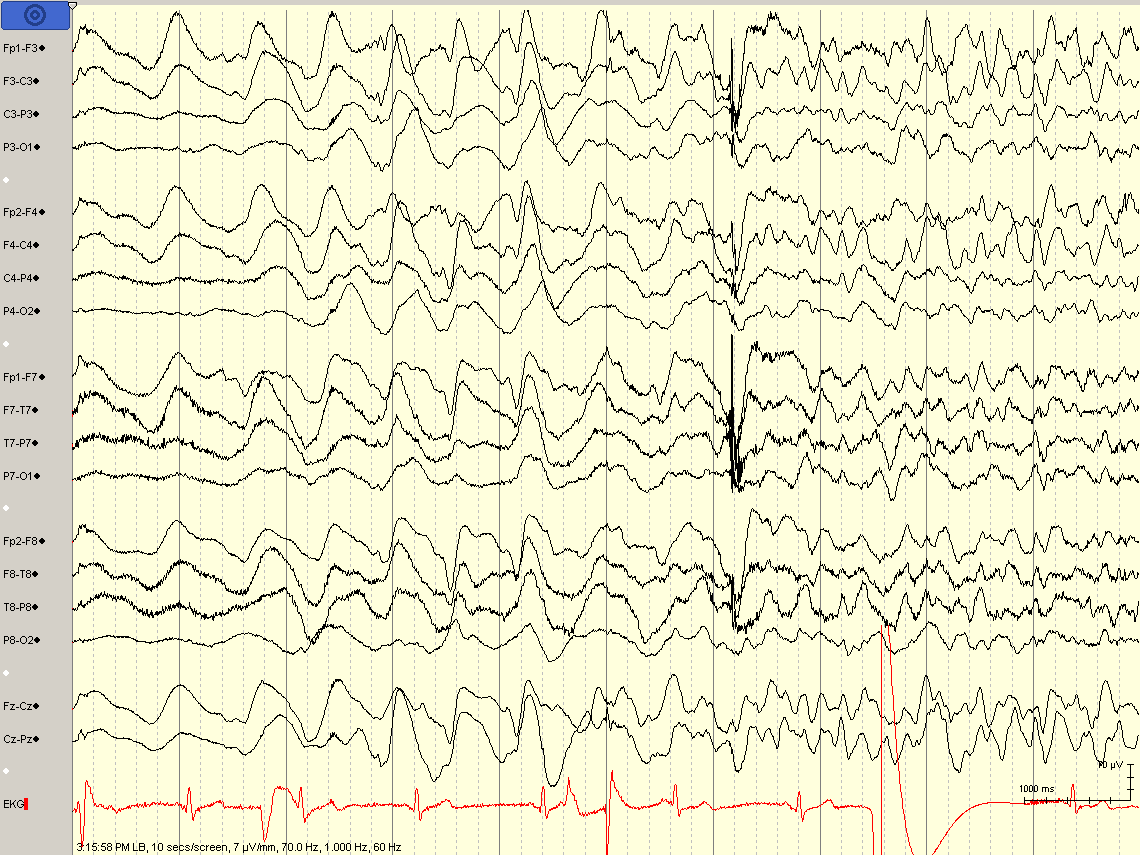 Fp1-F3
F3-C3
C3-P3
P3-O1
Fp2-F4
F4-C4
C4-P4
P4-O2
Fp1-F7
F7-T7
T7-P7
P7-O1
Fp2-F8
F8-T8
T8-P8
P8-O2
Fz-Cz
Cz-Pz
70 µV
1000 ms
EKG
3:15:58 PM LB, 10 secs/screen, 7 µV/mm, 70.0 Hz, 1.000 Hz, 60 Hz